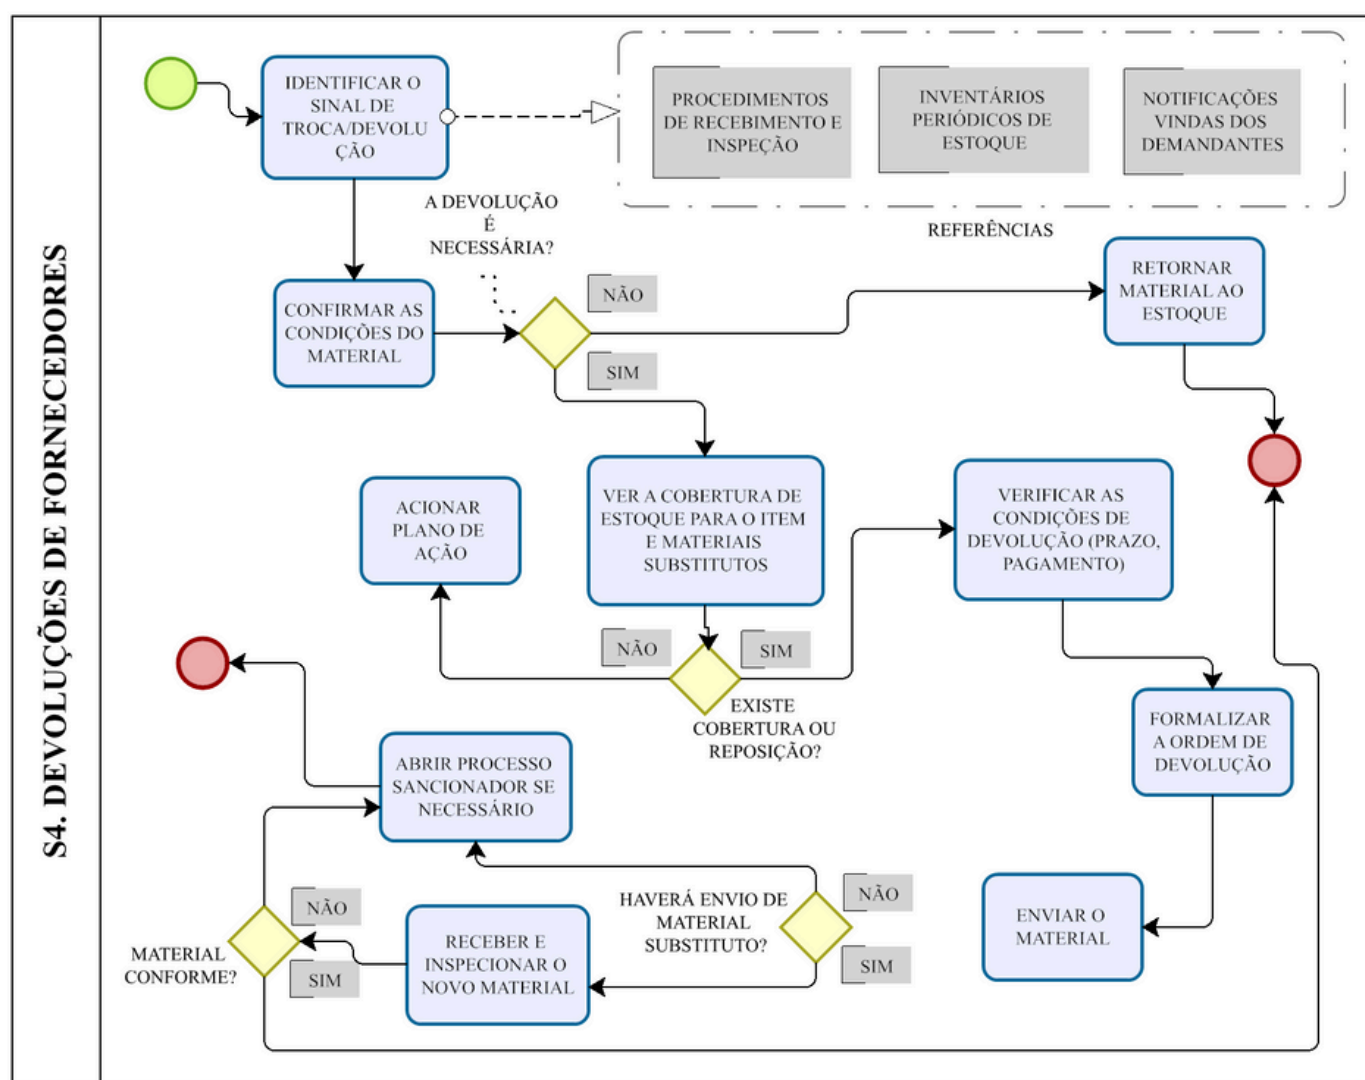 S4. DEVOLUÇÕES DE FORNECEDORES
IDENTIFICAR O
SINAL DE
TROCA/DEVOLU
ÇÃO
PROCEDIMENTOS
DE RECEBIMENTO E
INSPEÇÃO
INVENTÁRIOS
PERIÓDICOS DE
ESTOQUE
NOTIFICAÇÕES
VINDAS DOS
DEMANDANTES
REFERÊNCIAS
A DEVOLUÇÃO
É
NECESSÁRIA?
CONFIRMAR AS
CONDIÇÕES DO
MATERIAL
NÃO
SIM
RETORNAR
MATERIAL AO
ESTOQUE
ACIONAR
PLANO DE
AÇÃO
VER A COBERTURA DE
ESTOQUE PARA O ITEM
E MATERIAIS
SUBSTITUTOS
VERIFICAR AS
CONDIÇÕES DE
DEVOLUÇÃO (PRAZO,
PAGAMENTO)
NÃO
SIM
EXISTE
COBERTURA OU
REPOSIÇÃO?
FORMALIZAR
A ORDEM DE
DEVOLUÇÃO
ABRIR PROCESSO
SANCIONADOR SE
NECESSÁRIO
ENVIAR O
MATERIAL
HAVERÁ ENVIO DE
MATERIAL
SUBSTITUTO?
NÃO
SIM
RECEBER E
INSPECIONAR O
NOVO MATERIAL
NÃO
SIM
MATERIAL
CONFORME?